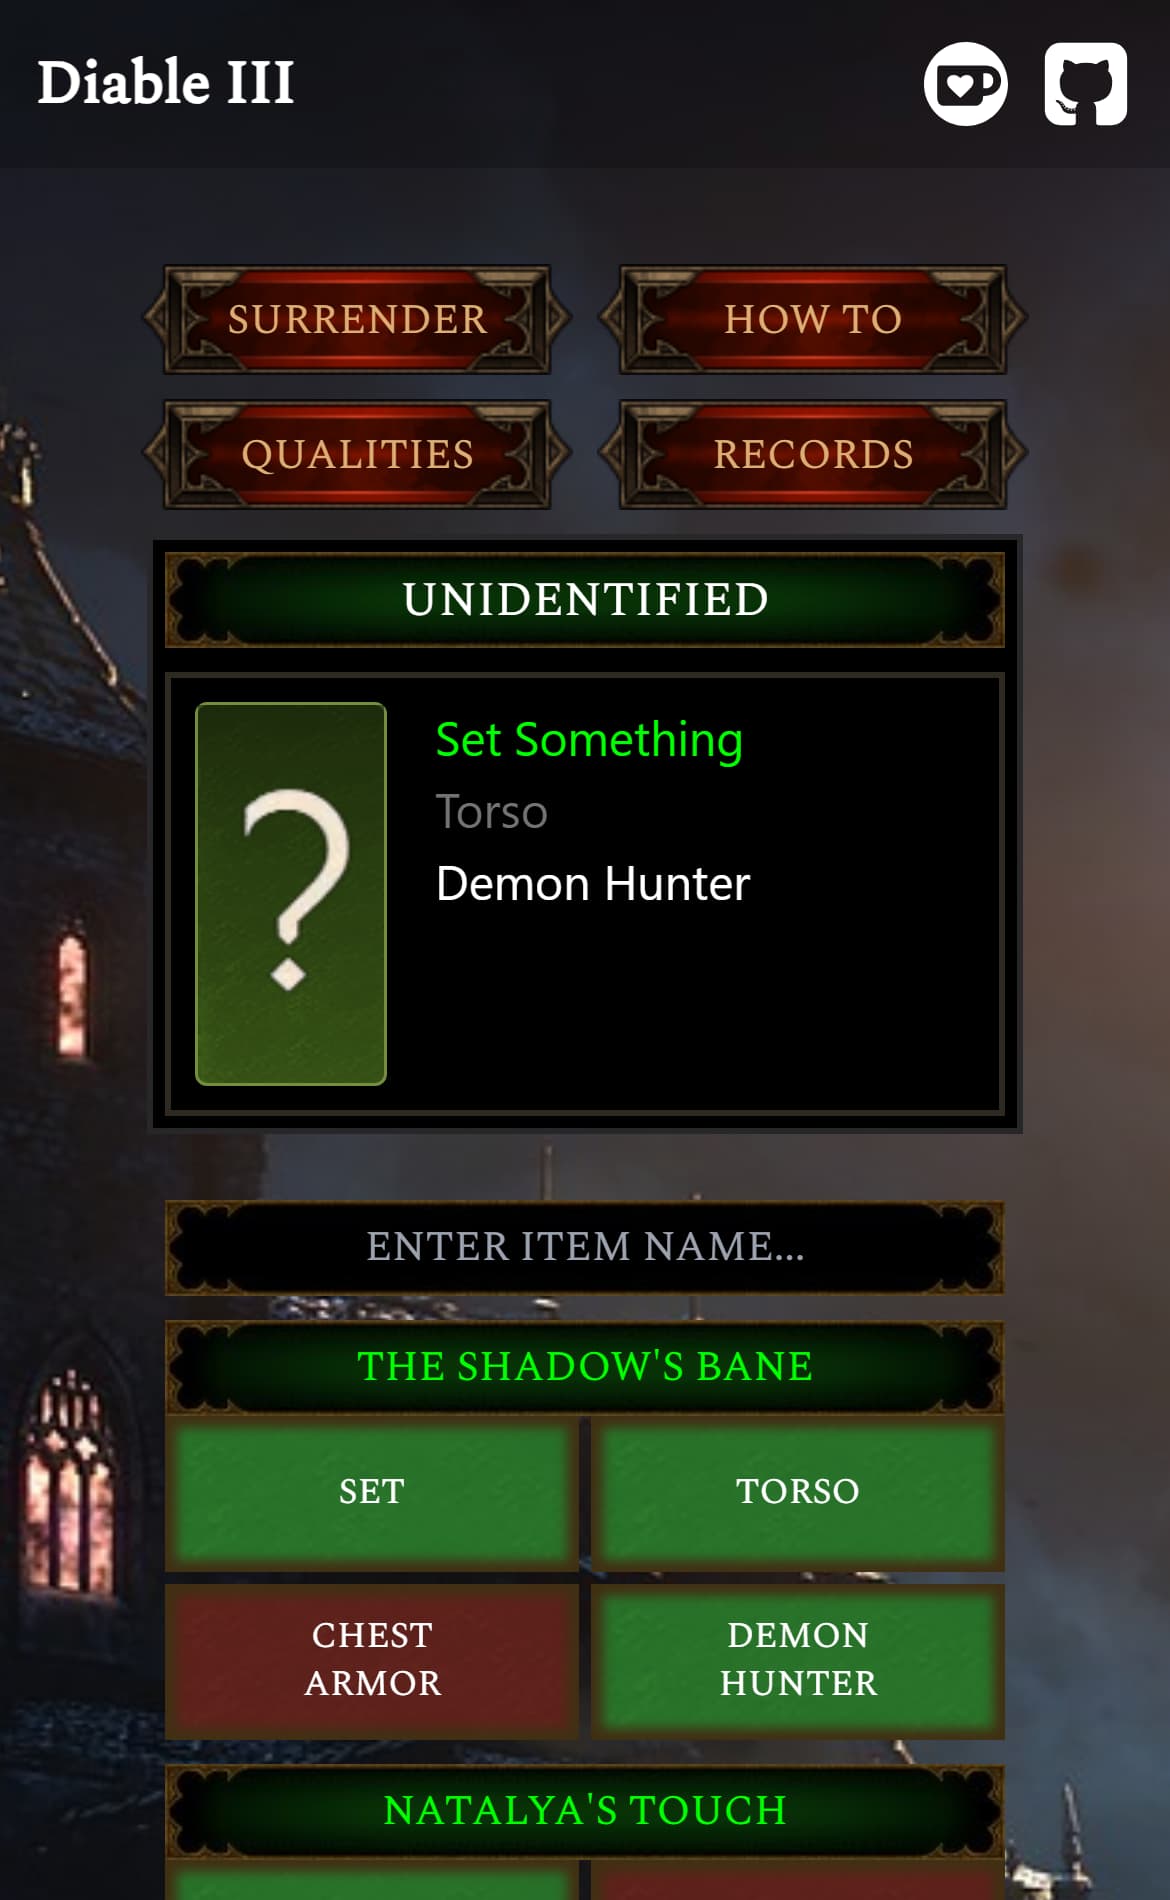 Diable III
SURRENDER
HOW TO
QUALITIES
RECORDS
UNIDENTIFIED
?
Set Something
Torso
Demon Hunter
ENTER ITEM NAME...
THE SHADOW'S BANE
SET
TORSO
CHEST
ARMOR
DEMON
HUNTER
NATALYA'S TOUCH